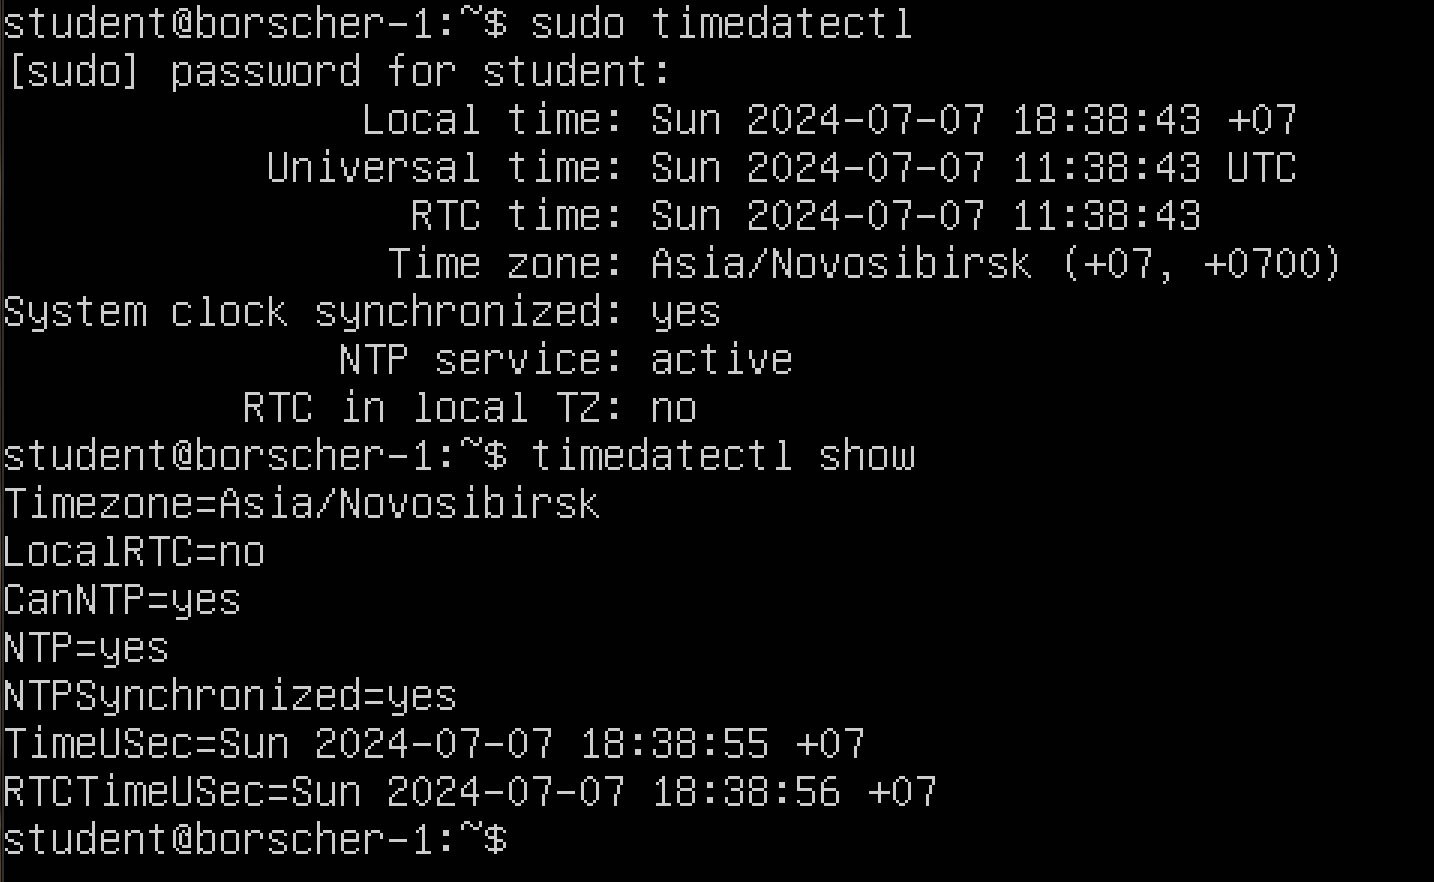 student@borscher-1:~$ sudo timedatectl
[sudo] password for student:
Local time: Sun 2024-07-07 18:38:43 +07
Universal time: Sun 2024-07-07 11:38:43 UTC
RTC time: Sun 2024-07-07 11:38:43
Time zone: Asia/Novosibirsk (+07, +0700)
System clock synchronized: yes
NTP service: active
RTC in local TZ: no
student@borscher-1:~$ timedatectl show
Timezone=Asia/Novosibirsk
LocalRTC=no
CanNTP=yes
NTP=yes
NTPSynchronized=yes
TimeUSec=Sun 2024-07-07 18:38:55 +07
RTCTimeUSec=Sun 2024-07-07 18:38:56 +07
student@borscher-1:~$